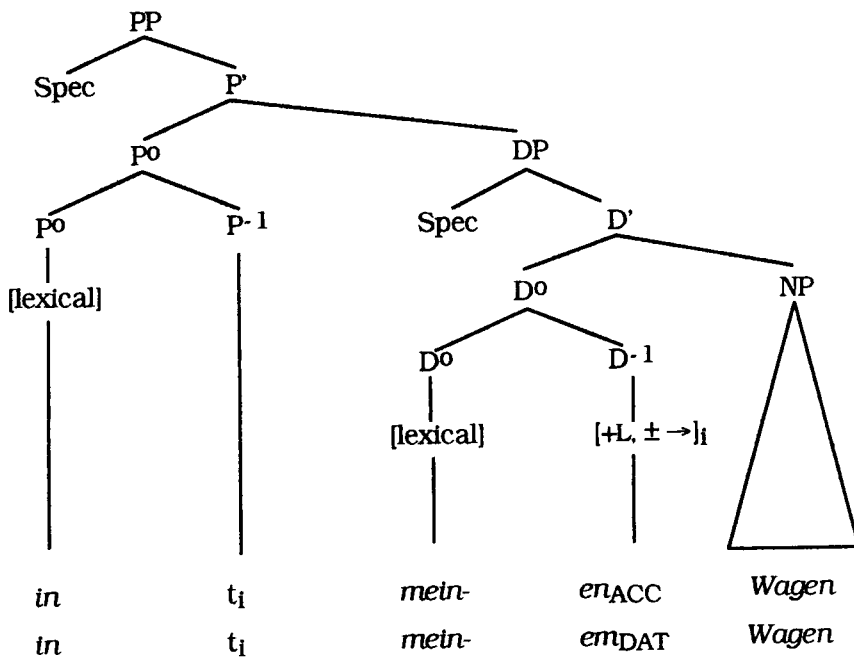 PP
Spec P'
Pº DP
Pº P-1 Spec D'
[lexical] Dº NP
Dº D-1
[lexical] [+L, ± →]i
in ti mein- enACC Wagen
in ti mein- emDAT Wagen